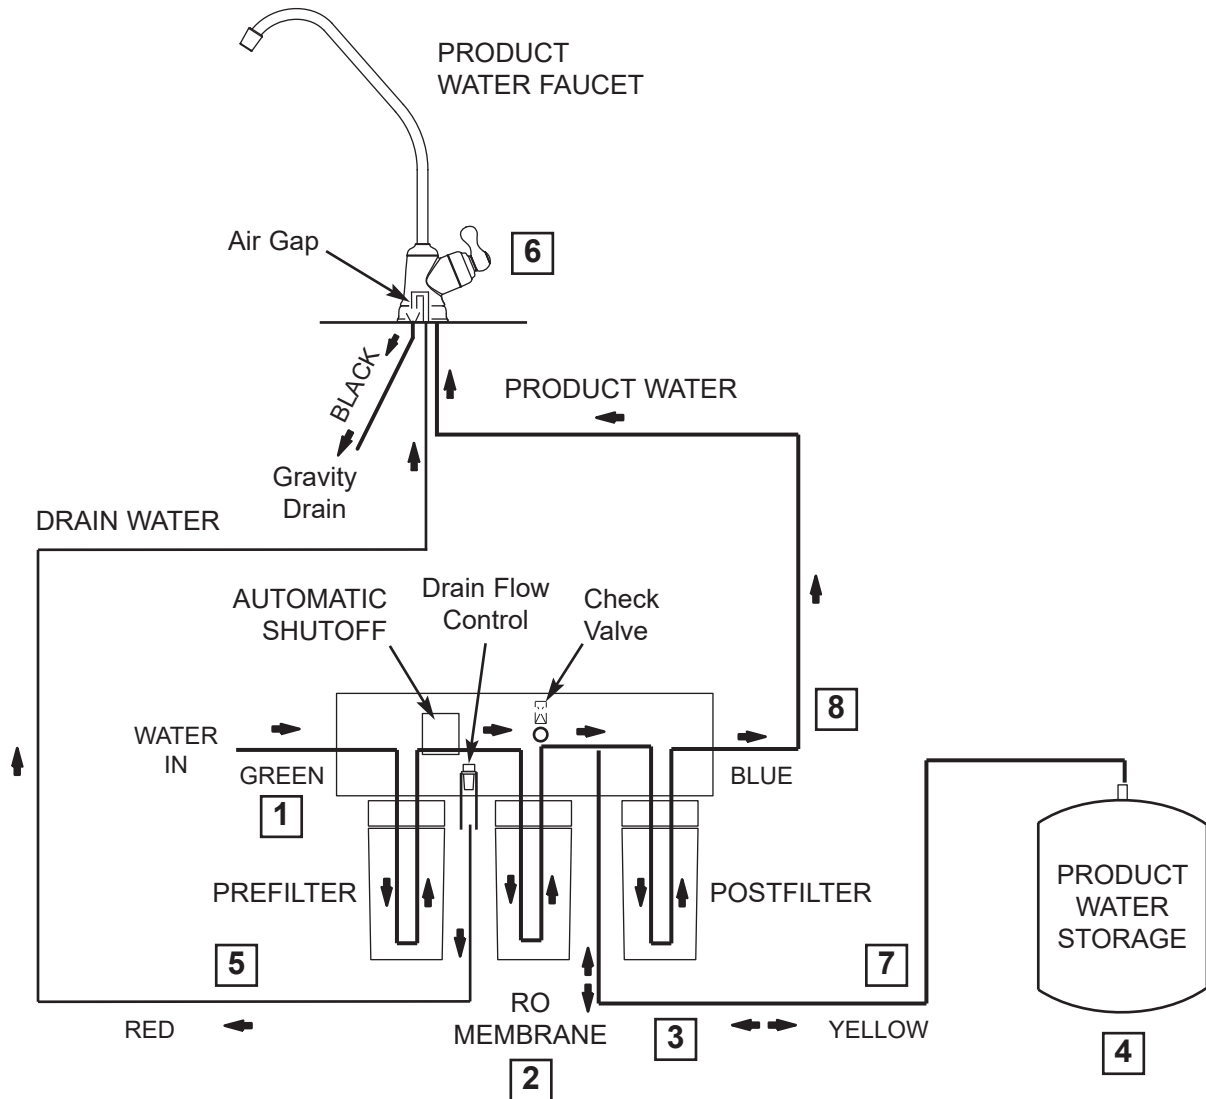 PRODUCT
WATER FAUCET
Air Gap
6
BLACK
PRODUCT WATER
Gravity
Drain
DRAIN WATER
AUTOMATIC
SHUTOFF
Drain Flow
Control
Check
Valve
8
WATER
IN
GREEN
BLUE
1
PREFILTER
POSTFILTER
PRODUCT
WATER
STORAGE
5
7
RED
RO
MEMBRANE
3
YELLOW
4
2